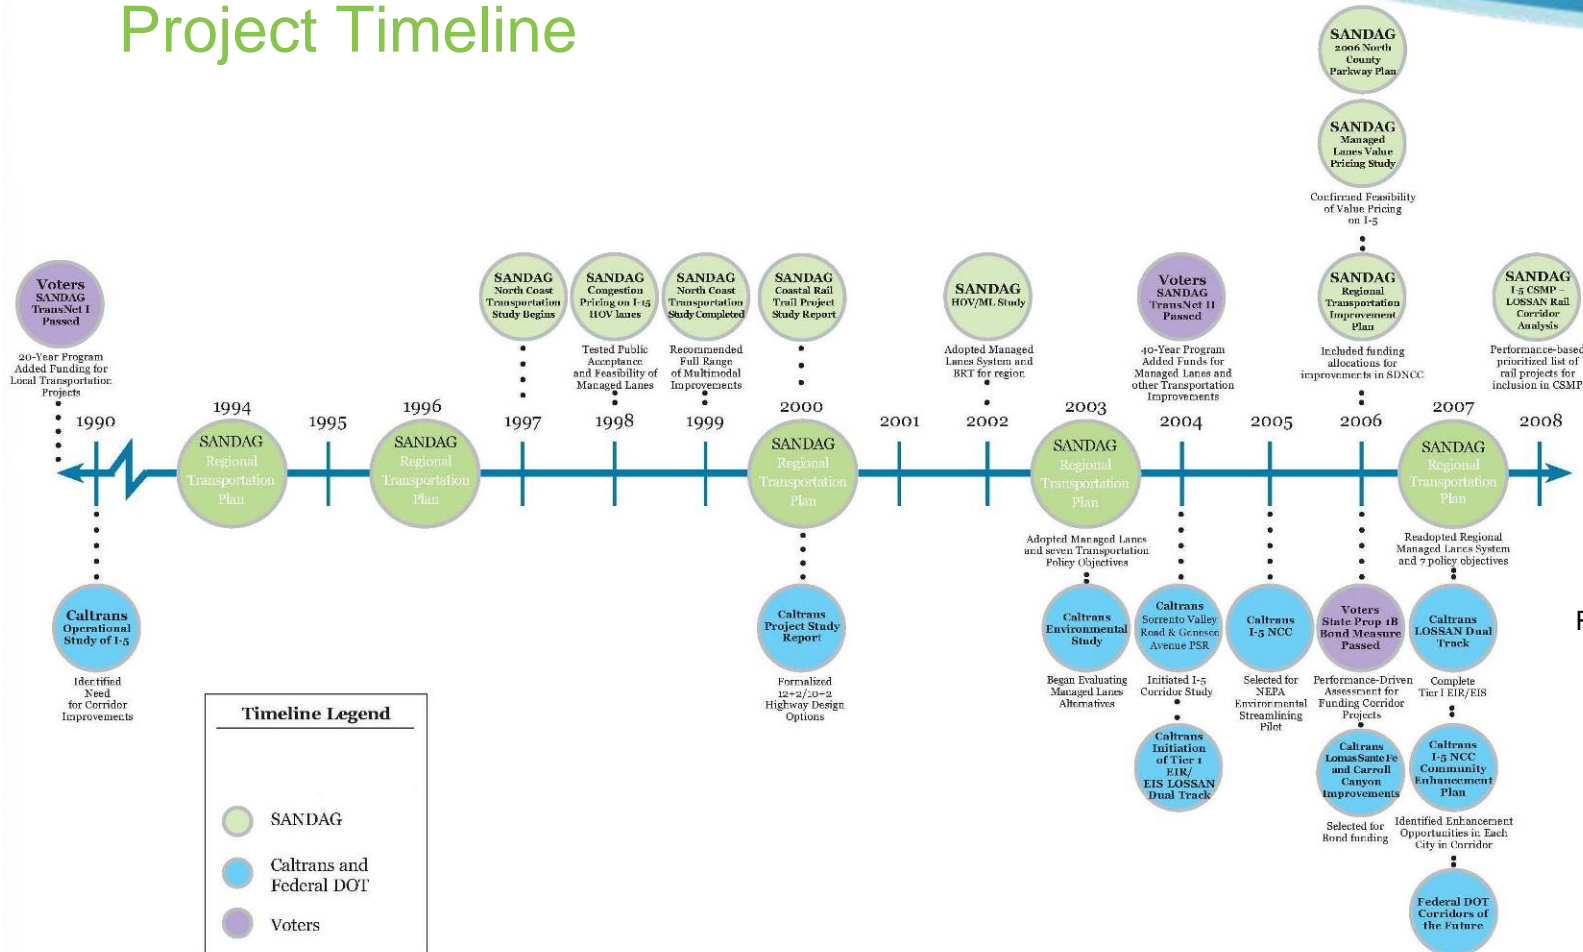 Project Timeline
SANDAG
2006 North
County
Parkway Plan
SANDAG
Managed
Lanes Value
Pricing Study
Confirmed Feasibility
of Value Pricing
on I-5
Voters
SANDAG
TransNet I
Passed
20-Year Program
Added Funding for
Local Transportation
Projects
SANDAG
North Coast
Transportation
Study Begins
SANDAG
Congestion
Pricing on I-15
HOV lanes
Tested Public
Acceptance
and Feasibility of
Managed Lanes
SANDAG
North Coast
Transportation
Study Completed
Recommended
Full Range
of Multimodal
Improvements
SANDAG
Coastal Rail
Trail Project
Study Report
SANDAG
HOV/ML Study
Adopted Managed
Lanes System and
BRT for region
Voters
SANDAG
TransNet II
Passed
40-Year Program
Added Funds for
Managed Lanes and
other Transportation
Improvements
SANDAG
Regional
Transportation
Improvement
Plan
Included funding
allocations for
improvements in SDNCC
SANDAG
I-5 CSMP –
LOSSAN Rail
Corridor
Analysis
Performance-based
prioritized list of
rail projects for
inclusion in CSMP
1990
1994
1995
1996
1997
1998
1999
2000
2001
2002
2003
2004
2005
2006
2007
2008
SANDAG
Regional
Transportation
Plan
SANDAG
Regional
Transportation
Plan
SANDAG
Regional
Transportation
Plan
SANDAG
Regional
Transportation
Plan
SANDAG
Regional
Transportation
Plan
Caltrans
Operational
Study of I-5
Identified
Need
for Corridor
Improvements
Caltrans
Project Study
Report
Formalized
12+2/10+2
Highway Design
Options
Adopted Managed Lanes
and seven Transportation
Policy Objectives
Caltrans
Environmental
Study
Began Evaluating
Managed Lanes
Alternatives
Caltrans
Sorrento Valley
Road & Genesee
Avenue PSR
Initiated I-5
Corridor Study
Caltrans
Initiation
of Tier 1
EIR/
EIS LOSSAN
Dual Track
Caltrans
I-5 NCC
Selected for
NEPA
Environmental
Streamlining
Pilot
Voters
State Prop 1B
Bond Measure
Passed
Performance-Driven
Assessment for
Funding Corridor
Projects
Caltrans
Lomas Sante Fe
and Carroll
Canyon
Improvements
Selected for
Bond funding
Readopted Regional
Managed Lanes System
and 7 policy objectives
Caltrans
LOSSAN Dual
Track
Complete
Tier I EIR/EIS
Caltrans
I-5 NCC
Community
Enhancement
Plan
Identified Enhancement
Opportunities in Each
City in Corridor
Federal DOT
Corridors of
the Future
Timeline Legend
SANDAG
Caltrans and
Federal DOT
Voters